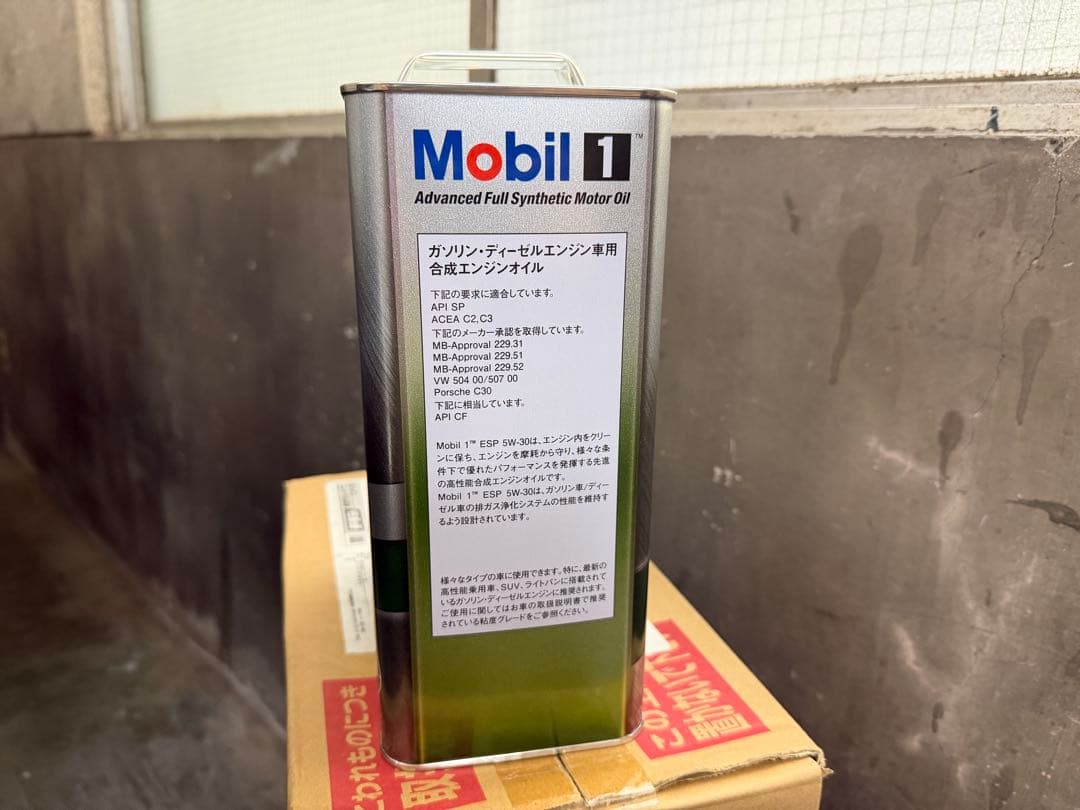 Mobil 1™
Advanced Full Synthetic Motor Oil
ガソリン・ディーゼルエンジン車用
合成エンジンオイル
下記の要求に適合しています。
API SP
ACEA C2,C3
下記のメーカー承認を取得しています。
MB-Approval 229.31
MB-Approval 229.51
MB-Approval 229.52
VW 504 00/507 00
Porsche C30
下記に相当しています。
API CF
Mobil 1™ ESP 5W-30は、エンジン内をクリー
ンに保ち、エンジンを摩耗から守り、様々な条
件下で優れたパフォーマンスを発揮する先進
の高性能合成エンジンオイルです。
Mobil 1™ ESP 5W-30は、ガソリン車/ディー
ゼル車の排ガス浄化システムの性能を維持す
るよう設計されています。
様々なタイプの車に使用できます。特に、最新の
高性能乗用車、SUV、ライトバンに搭載されて
いるガソリン・ディーゼルエンジンに推奨されます。
ご使用に関してはお車の取扱説明書で推奨
されている粘度グレードをご参照ください。
こわれものにつき
取